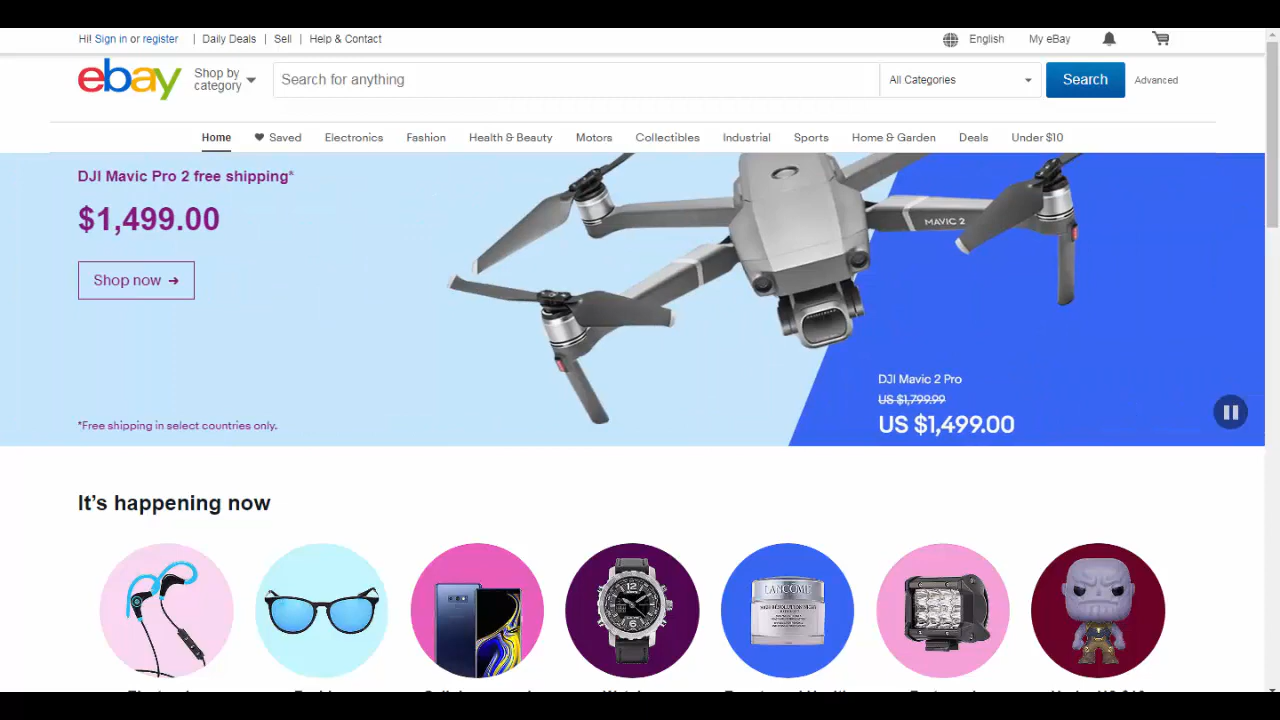 Hi! Sign in or register | Daily Deals | Sell | Help & Contact English My eBay
ebay Shop by category Search for anything All Categories Search Advanced
Home Saved Electronics Fashion Health & Beauty Motors Collectibles Industrial Sports Home & Garden Deals Under $10
DJI Mavic Pro 2 free shipping*
$1,499.00
MAVIC 2
Shop now →
DJI Mavic 2 Pro
US $1,799.99
US $1,499.00
*Free shipping in select countries only.
It's happening now
LANCOME